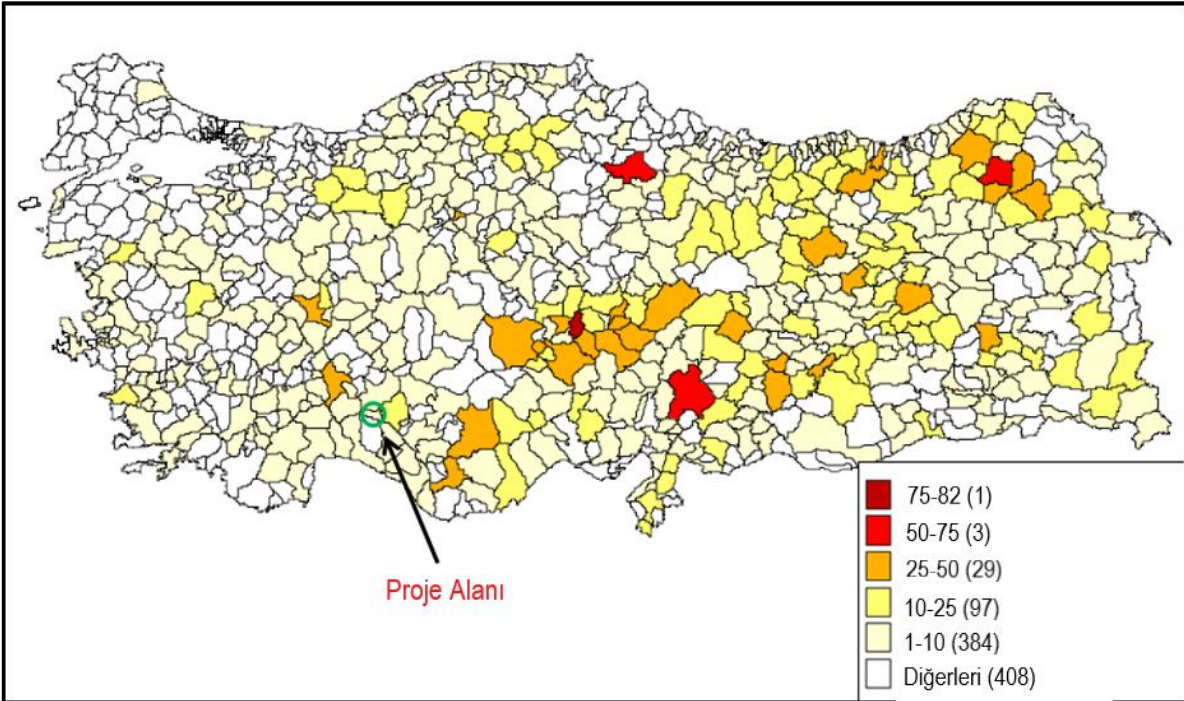 Proje Alanı
75-82 (1)
50-75 (3)
25-50 (29)
10-25 (97)
1-10 (384)
Diğerleri (408)